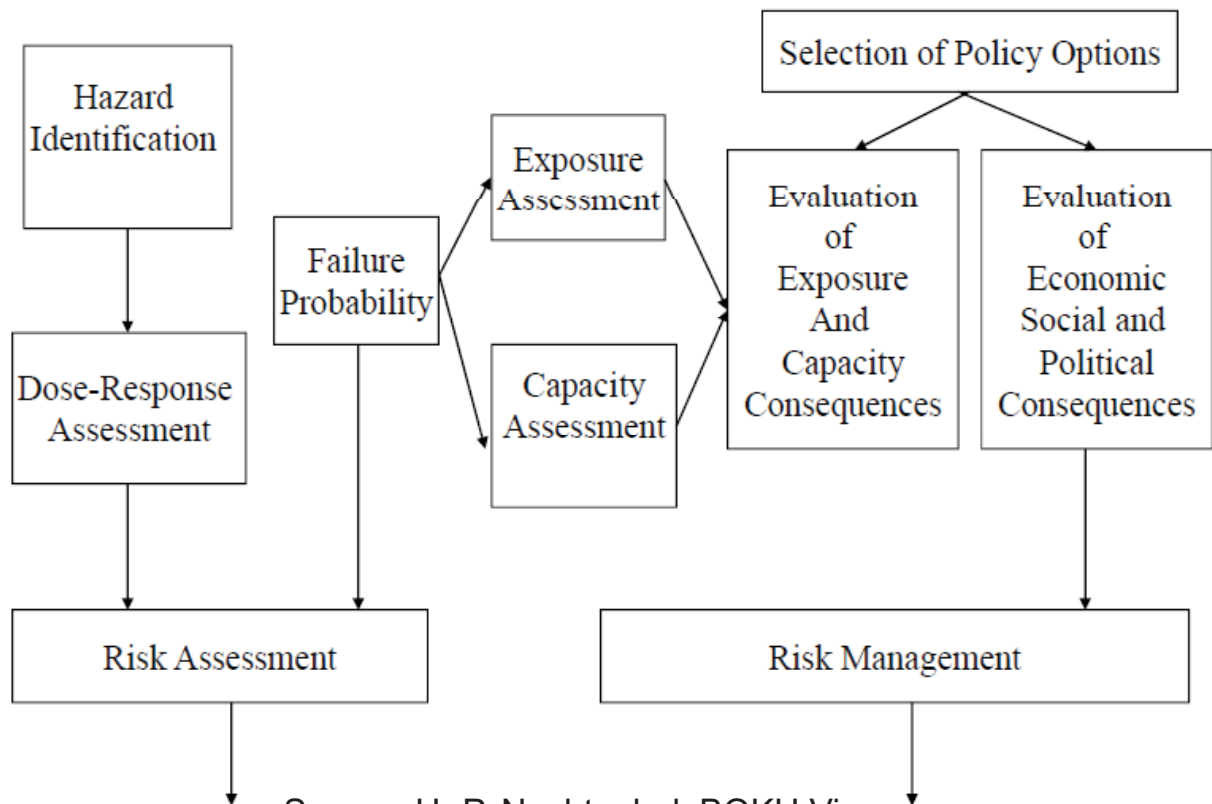 Hazard
Identification
Dose-Response
Assessment
Failure
Probability
Exposure
Assessment
Capacity
Assessment
Selection of Policy Options
Evaluation
of
Exposure
And
Capacity
Consequences
Evaluation
of
Economic
Social and
Political
Consequences
Risk Assessment
Risk Management